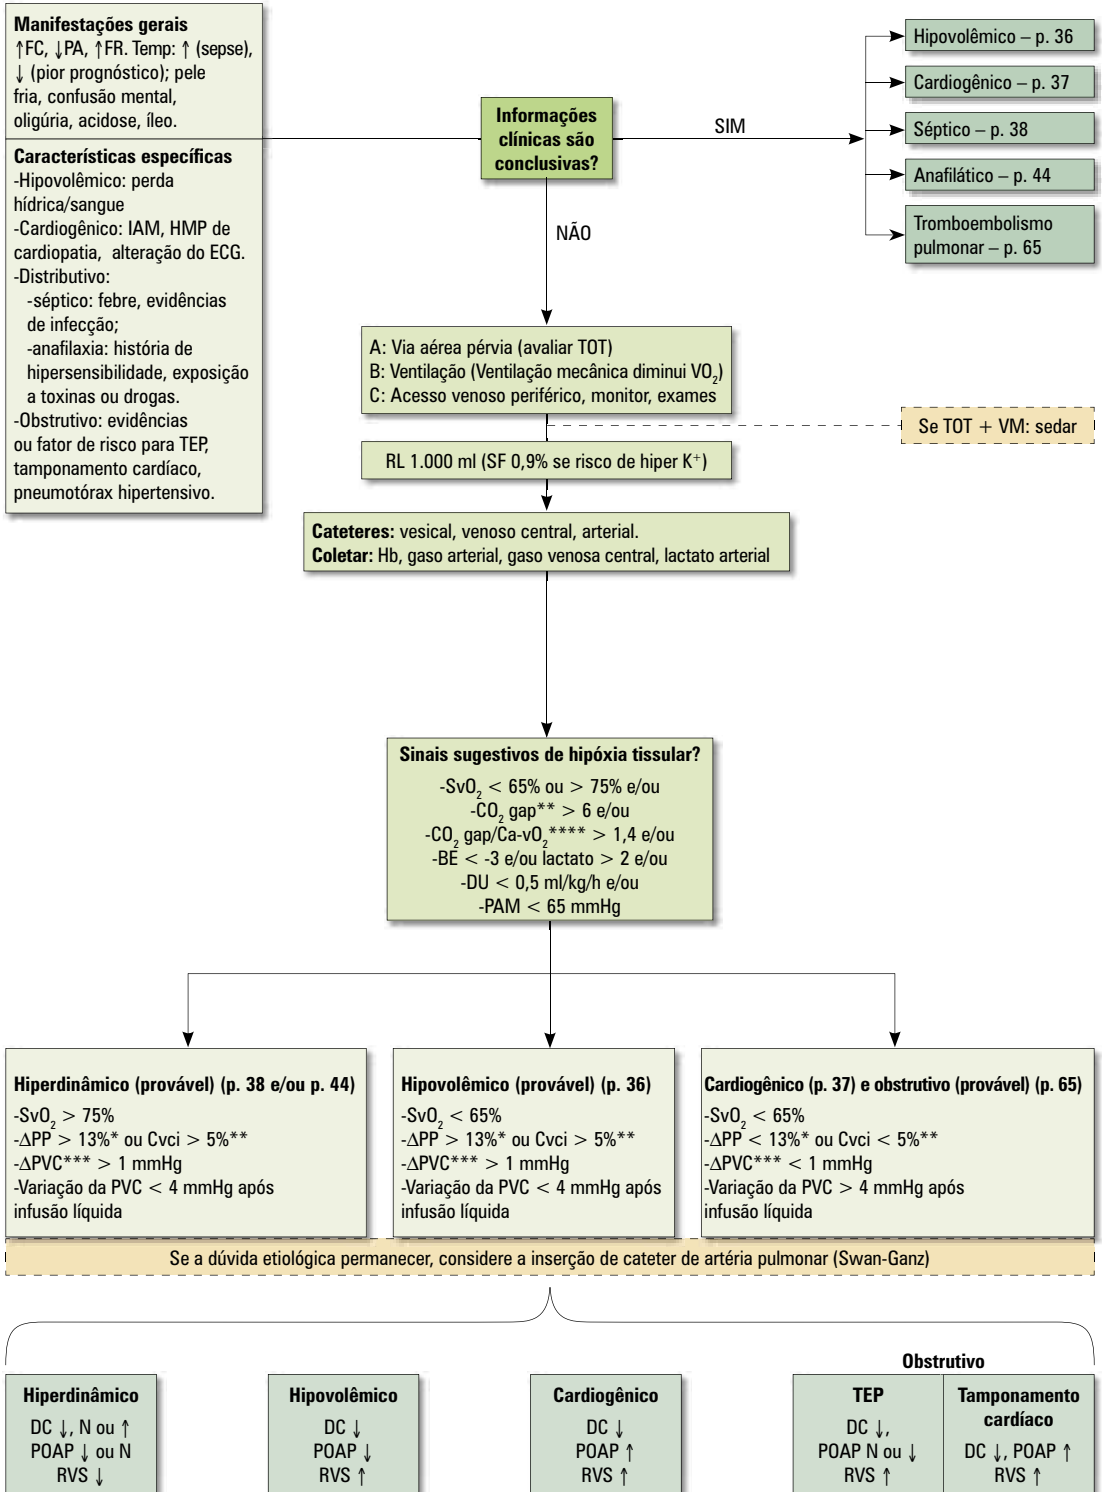 Manifestações gerais
↑FC, ↓PA, ↑FR. Temp: ↑ (sepse),
↓ (pior prognóstico); pele
fria, confusão mental,
oligúria, acidose, íleo.
Características específicas
-Hipovolêmico: perda
hídrica/sangue
-Cardiogênico: IAM, HMP de
cardiopatia, alteração do ECG.
-Distributivo:
-séptico: febre, evidências
de infecção;
-anafilaxia: história de
hipersensibilidade, exposição
a toxinas ou drogas.
-Obstrutivo: evidências
ou fator de risco para TEP,
tamponamento cardíaco,
pneumotórax hipertensivo.
Informações
clínicas são
conclusivas?
SIM
Hipovolêmico – p. 36
Cardiogênico – p. 37
Séptico – p. 38
Anafilático – p. 44
Tromboembolismo
pulmonar – p. 65
NÃO
A: Via aérea pérvia (avaliar TOT)
B: Ventilação (Ventilação mecânica diminui VO₂)
C: Acesso venoso periférico, monitor, exames
Se TOT + VM: sedar
RL 1.000 ml (SF 0,9% se risco de hiper K⁺)
Cateteres: vesical, venoso central, arterial.
Coletar: Hb, gaso arterial, gaso venosa central, lactato arterial
Sinais sugestivos de hipóxia tissular?
-SvO₂ < 65% ou > 75% e/ou
-CO₂ gap** > 6 e/ou
-CO₂ gap/Ca-vO₂**** > 1,4 e/ou
-BE < -3 e/ou lactato > 2 e/ou
-DU < 0,5 ml/kg/h e/ou
-PAM < 65 mmHg
Hiperdinâmico (provável) (p. 38 e/ou p. 44)
-SvO₂ > 75%
-ΔPP > 13%* ou Cvci > 5%**
-ΔPVC*** > 1 mmHg
-Variação da PVC < 4 mmHg após
infusão líquida
Hipovolêmico (provável) (p. 36)
-SvO₂ < 65%
-ΔPP > 13%* ou Cvci > 5%**
-ΔPVC*** > 1 mmHg
-Variação da PVC < 4 mmHg após
infusão líquida
Cardiogênico (p. 37) e obstrutivo (provável) (p. 65)
-SvO₂ < 65%
-ΔPP < 13%* ou Cvci < 5%**
-ΔPVC*** < 1 mmHg
-Variação da PVC > 4 mmHg após
infusão líquida
Se a dúvida etiológica permanecer, considere a inserção de cateter de artéria pulmonar (Swan-Ganz)
Hiperdinâmico
DC ↓, N ou ↑
POAP ↓ ou N
RVS ↓
Hipovolêmico
DC ↓
POAP ↓
RVS ↑
Cardiogênico
DC ↓
POAP ↑
RVS ↑
Obstrutivo
TEP
DC ↓,
POAP N ou ↓
RVS ↑
Tamponamento
cardíaco
DC ↓, POAP ↑
RVS ↑